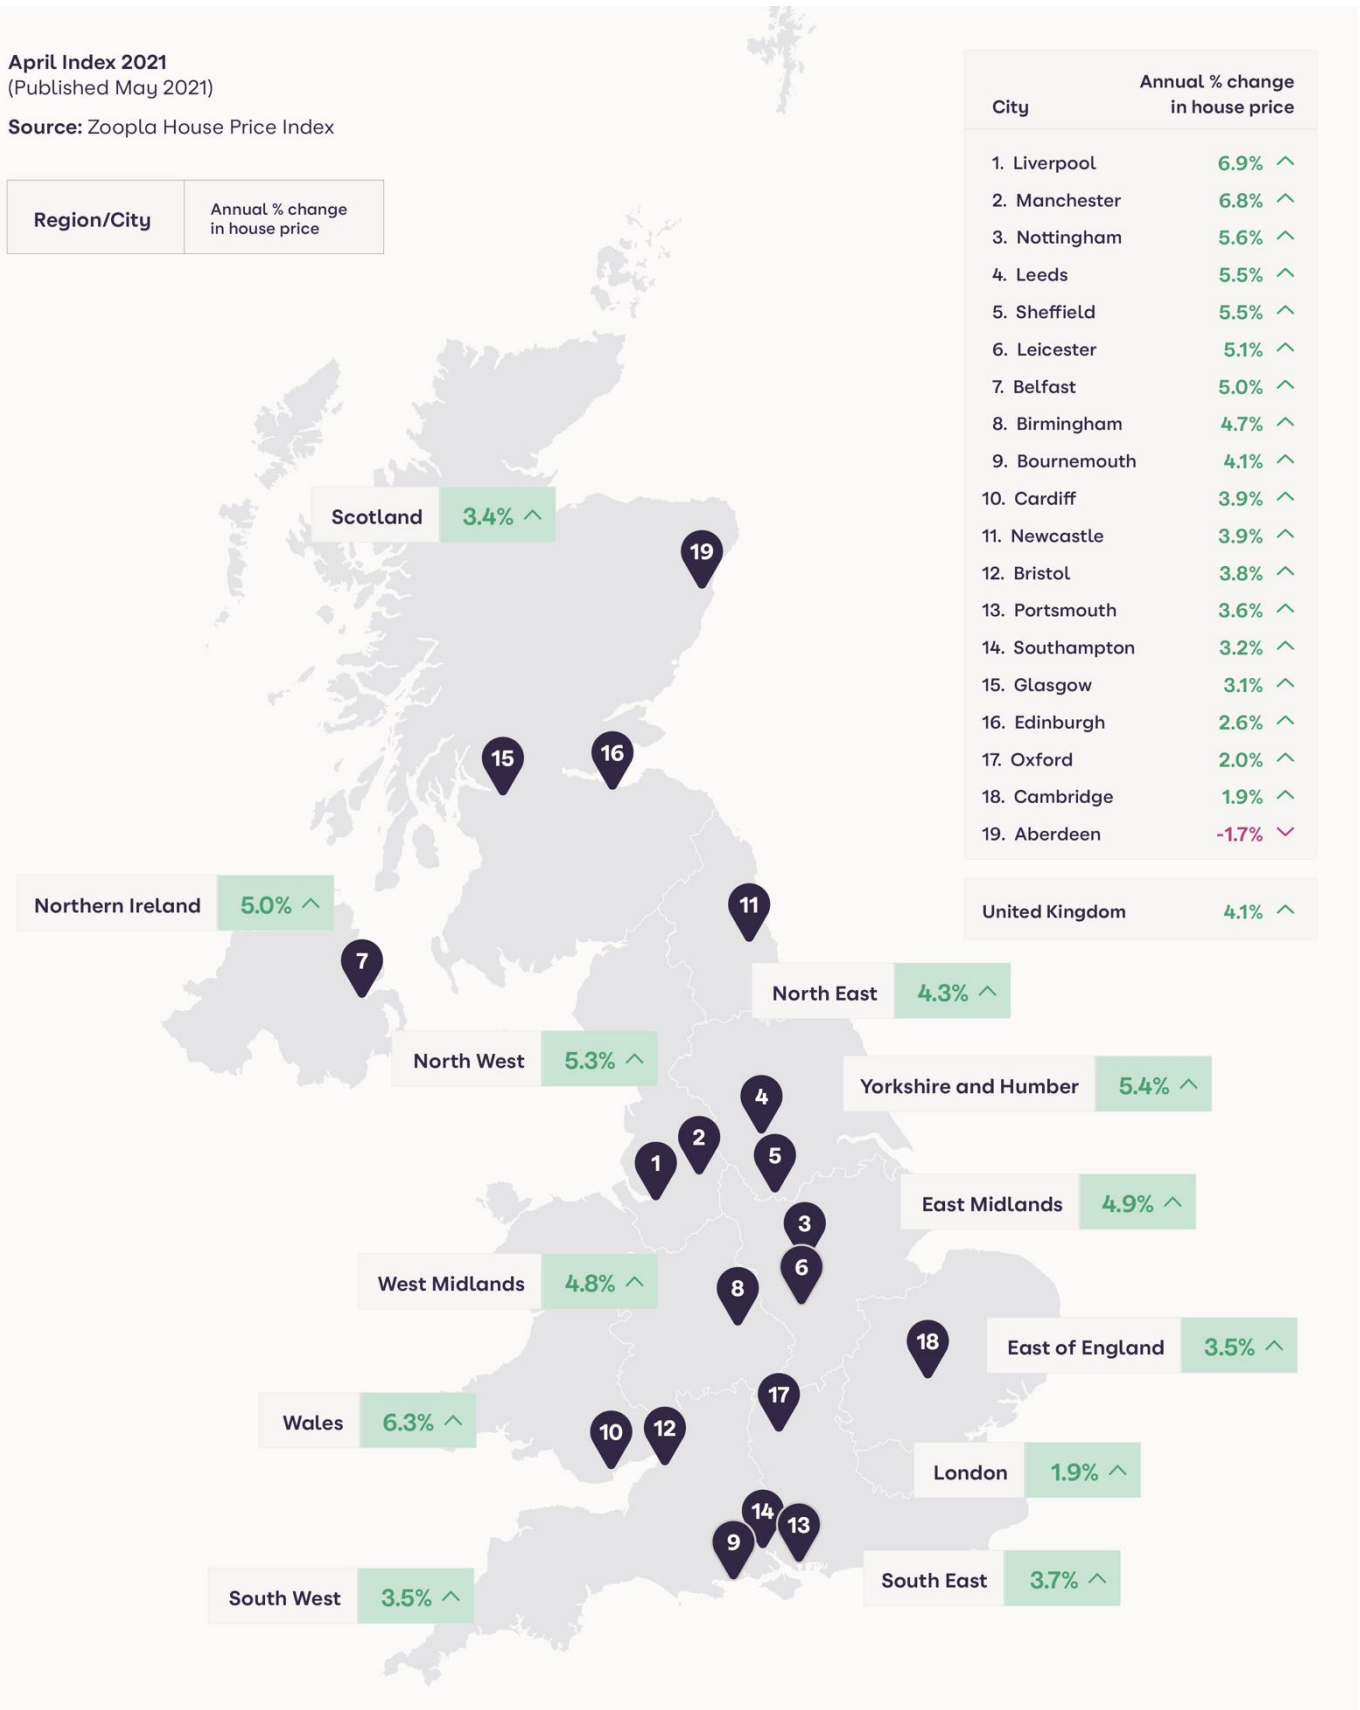 April Index 2021
(Published May 2021)
Source: Zoopla House Price Index
Region/City
Annual % change
in house price
City
Annual % change
in house price
1. Liverpool 6.9%
2. Manchester 6.8%
3. Nottingham 5.6%
4. Leeds 5.5%
5. Sheffield 5.5%
6. Leicester 5.1%
7. Belfast 5.0%
8. Birmingham 4.7%
9. Bournemouth 4.1%
10. Cardiff 3.9%
11. Newcastle 3.9%
12. Bristol 3.8%
13. Portsmouth 3.6%
14. Southampton 3.2%
15. Glasgow 3.1%
16. Edinburgh 2.6%
17. Oxford 2.0%
18. Cambridge 1.9%
19. Aberdeen -1.7%
United Kingdom 4.1%
Scotland 3.4%
19
15
16
Northern Ireland 5.0%
11
7
North East 4.3%
North West 5.3%
Yorkshire and Humber 5.4%
4
2
1
5
East Midlands 4.9%
3
6
West Midlands 4.8%
8
18
East of England 3.5%
17
Wales 6.3%
10
12
London 1.9%
14
13
9
South East 3.7%
South West 3.5%